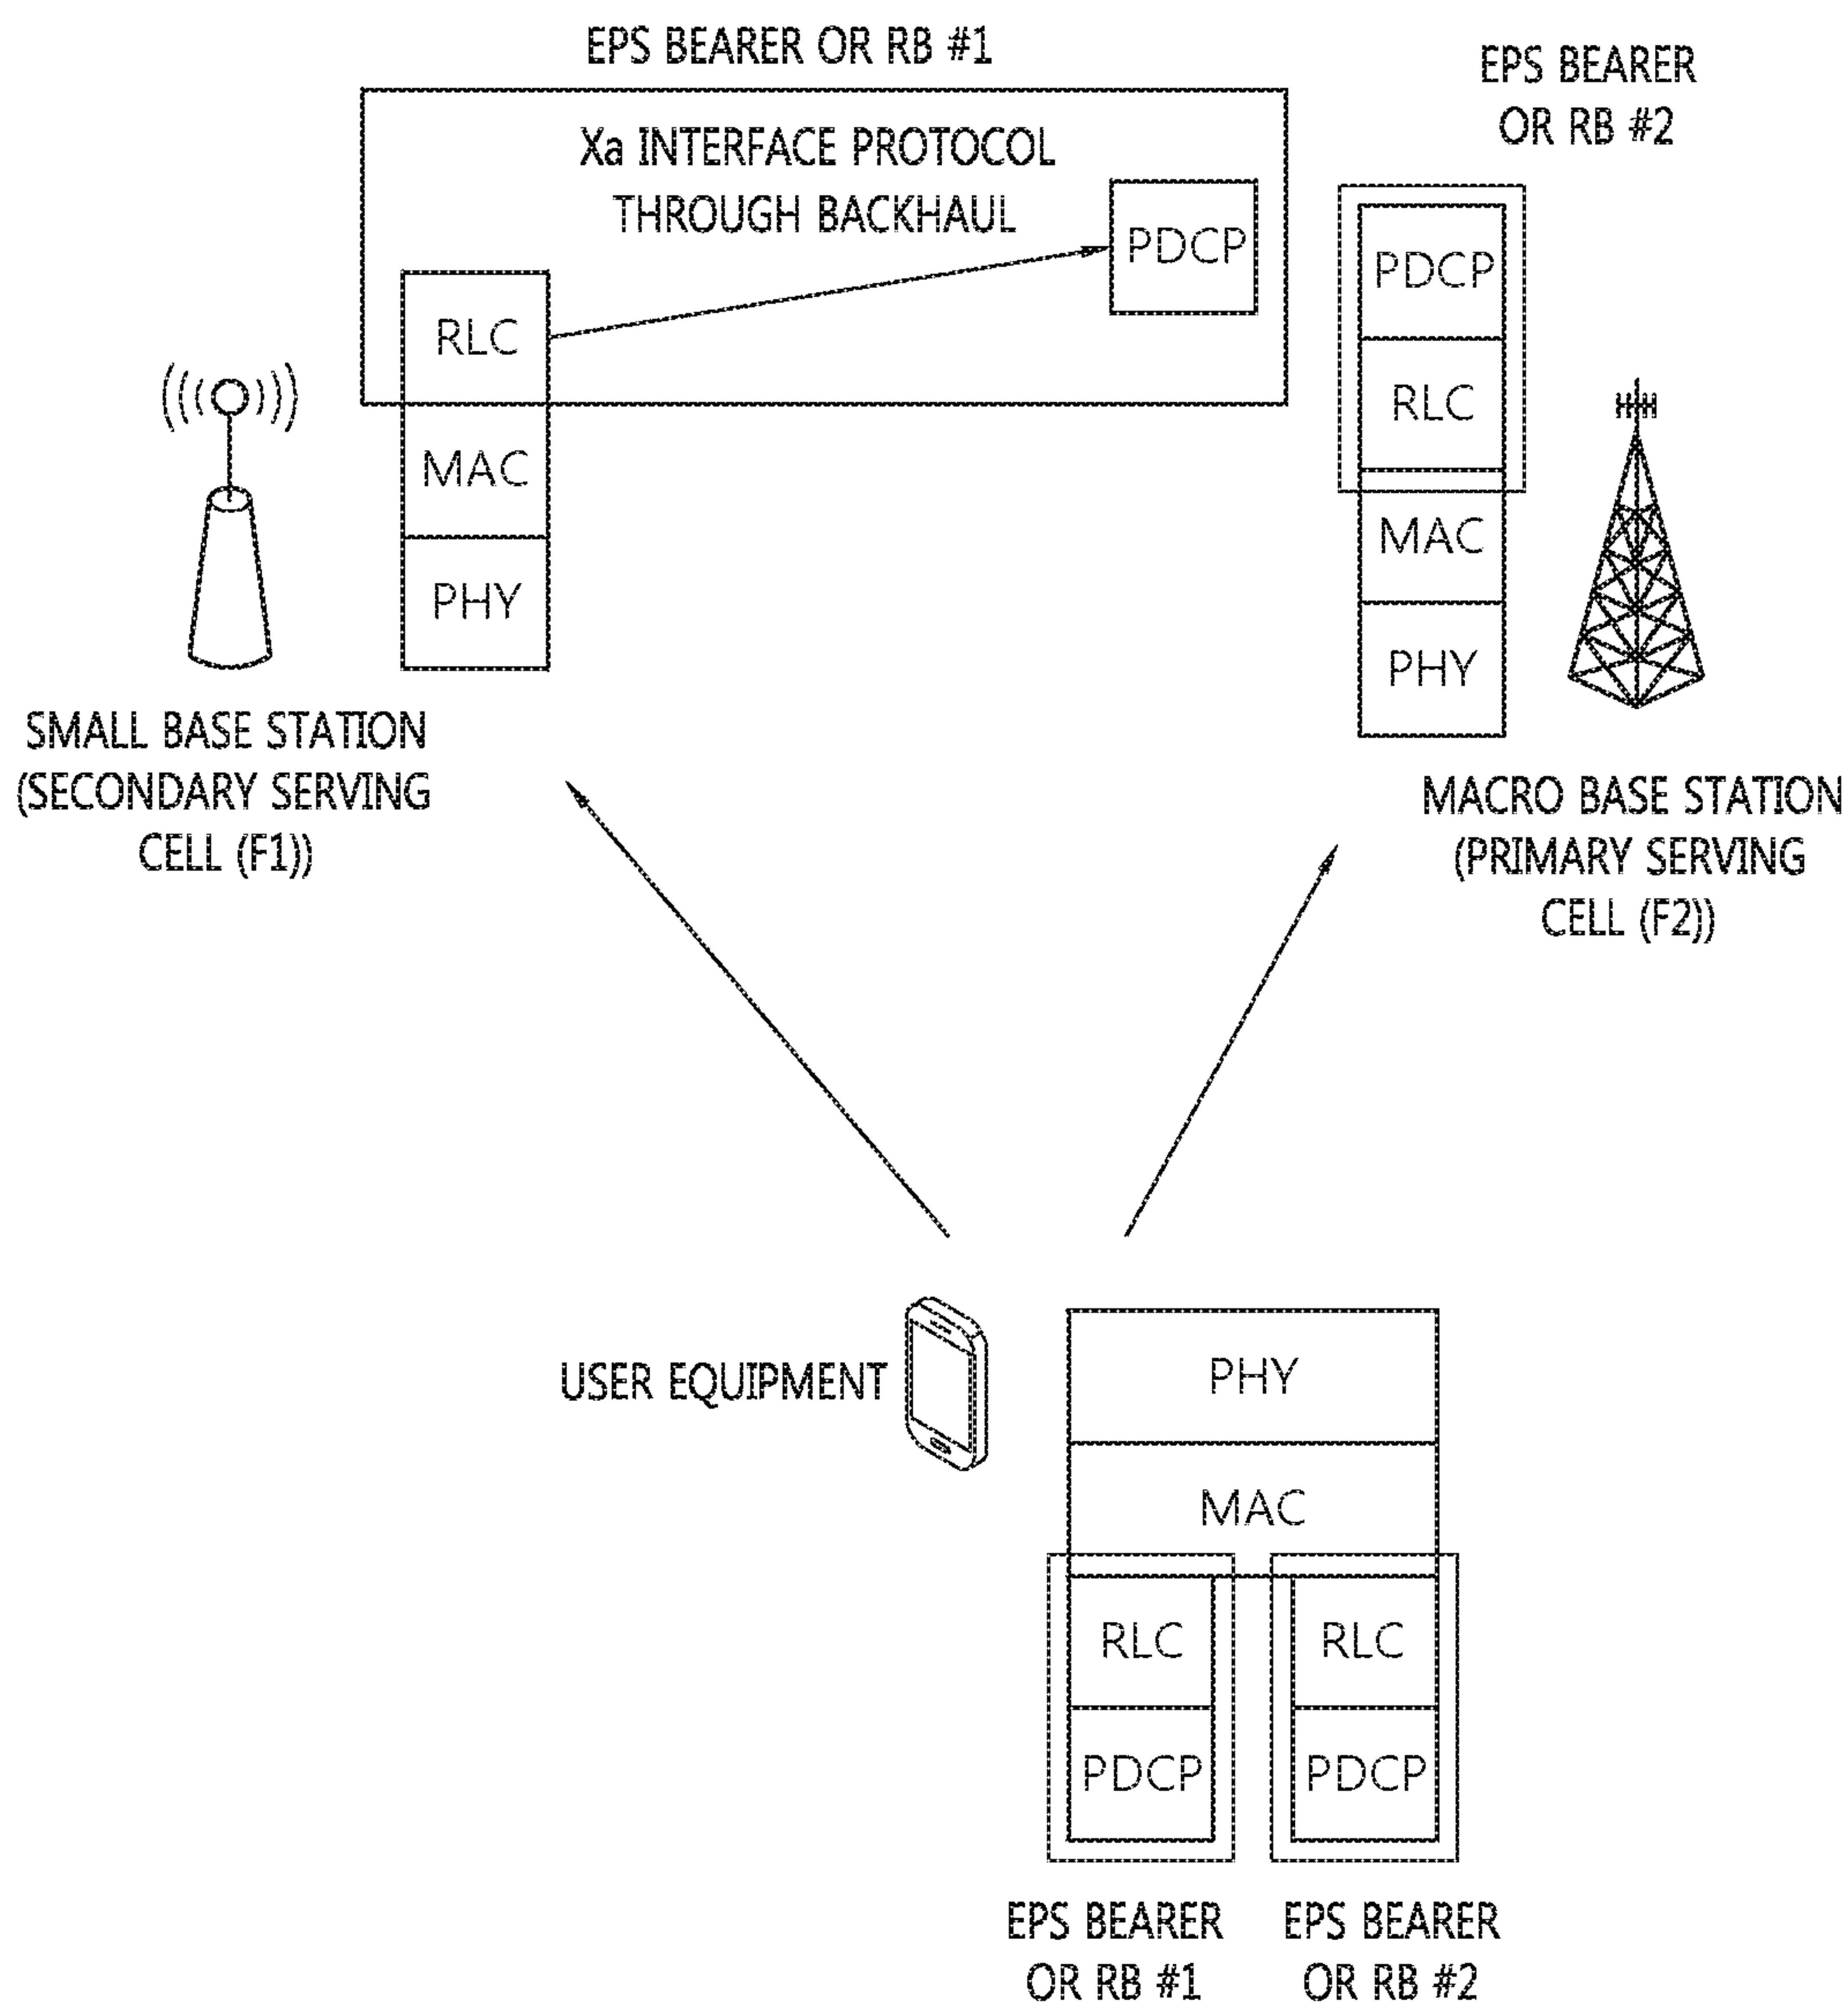 EPS BEARER OR RB #1
Xa INTERFACE PROTOCOL
THROUGH BACKHAUL
PDCP
RLC
MAC
PHY
SMALL BASE STATION
(SECONDARY SERVING
CELL (F1))
EPS BEARER
OR RB #2
PDCP
RLC
MAC
PHY
MACRO BASE STATION
(PRIMARY SERVING
CELL (F2))
USER EQUIPMENT
PHY
MAC
RLC
PDCP
EPS BEARER
OR RB #1
RLC
PDCP
EPS BEARER
OR RB #2